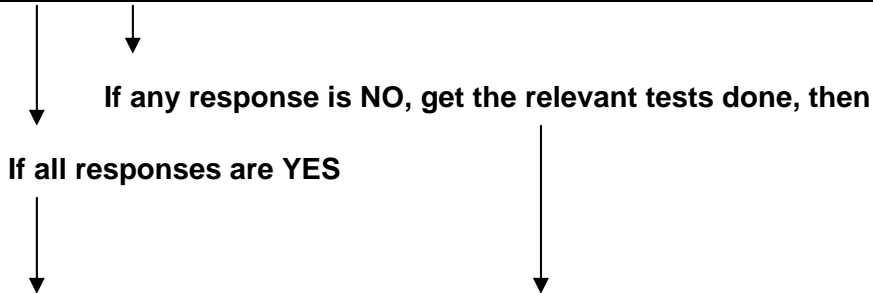 If any response is NO, get the relevant tests done, then
If all responses are YES